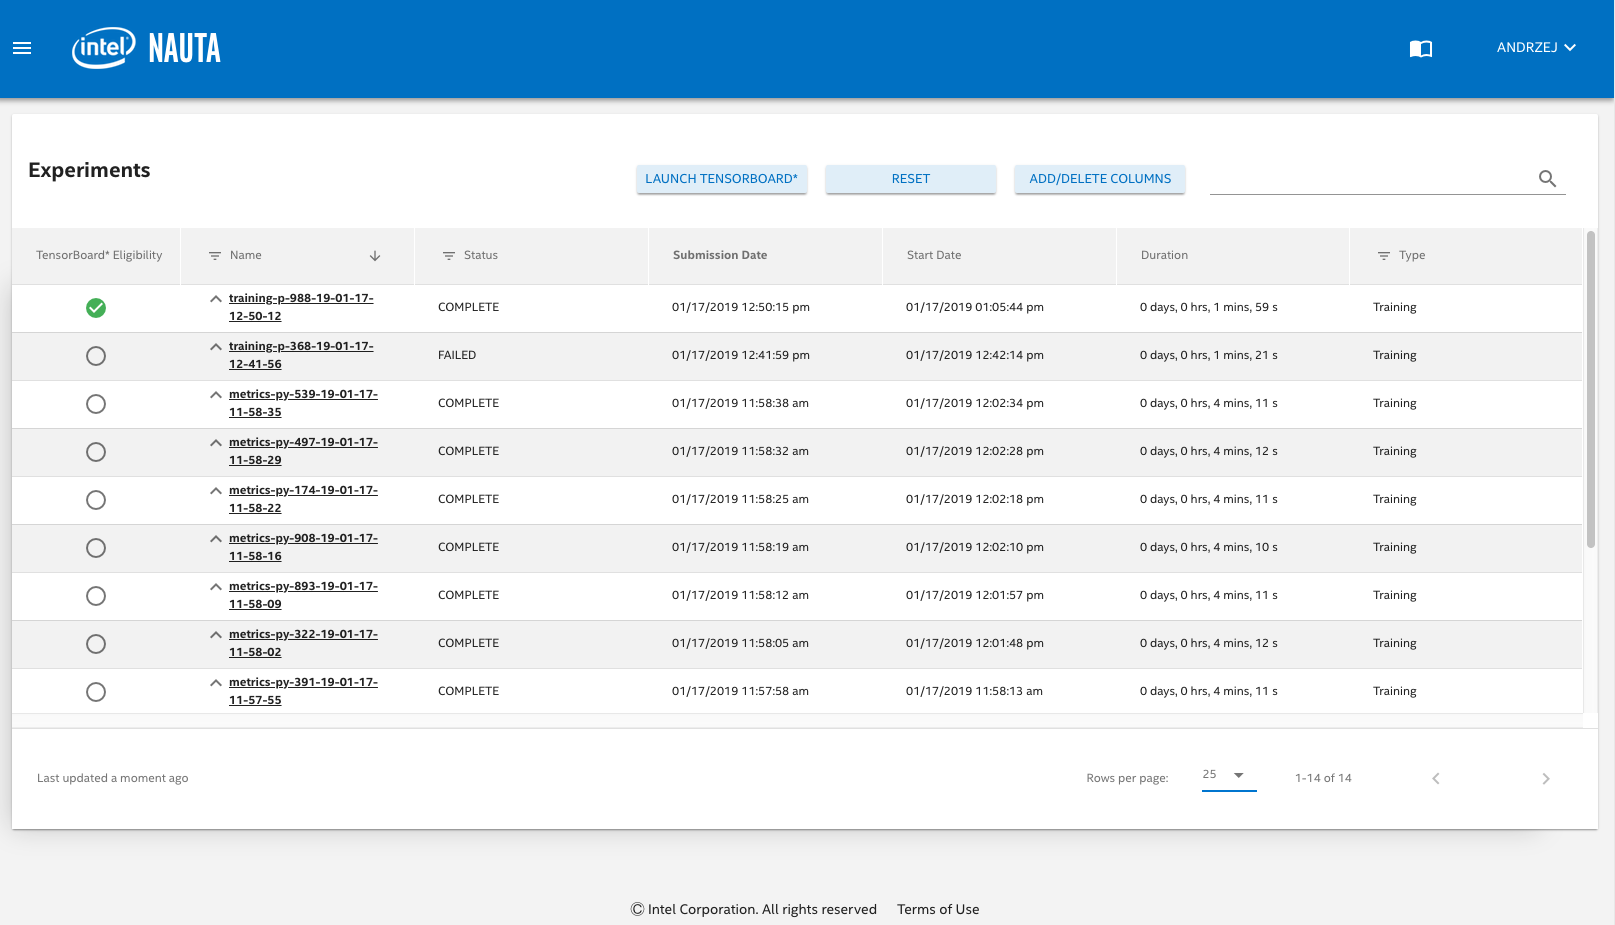 intel NAUTA
ANDRZEJ
Experiments
LAUNCH TENSORBOARD*
RESET
ADD/DELETE COLUMNS
TensorBoard* Eligibility Name Status Submission Date Start Date Duration Type
training-p-988-19-01-17-
12-50-12
COMPLETE 01/17/2019 12:50:15 pm 01/17/2019 01:05:44 pm 0 days, 0 hrs, 1 mins, 59 s Training
training-p-368-19-01-17-
12-41-56
FAILED 01/17/2019 12:41:59 pm 01/17/2019 12:42:14 pm 0 days, 0 hrs, 1 mins, 21 s Training
metrics-py-539-19-01-17-
11-58-35
COMPLETE 01/17/2019 11:58:38 am 01/17/2019 12:02:34 pm 0 days, 0 hrs, 4 mins, 11 s Training
metrics-py-497-19-01-17-
11-58-29
COMPLETE 01/17/2019 11:58:32 am 01/17/2019 12:02:28 pm 0 days, 0 hrs, 4 mins, 12 s Training
metrics-py-174-19-01-17-
11-58-22
COMPLETE 01/17/2019 11:58:25 am 01/17/2019 12:02:18 pm 0 days, 0 hrs, 4 mins, 11 s Training
metrics-py-908-19-01-17-
11-58-16
COMPLETE 01/17/2019 11:58:19 am 01/17/2019 12:02:10 pm 0 days, 0 hrs, 4 mins, 10 s Training
metrics-py-893-19-01-17-
11-58-09
COMPLETE 01/17/2019 11:58:12 am 01/17/2019 12:01:57 pm 0 days, 0 hrs, 4 mins, 11 s Training
metrics-py-322-19-01-17-
11-58-02
COMPLETE 01/17/2019 11:58:05 am 01/17/2019 12:01:48 pm 0 days, 0 hrs, 4 mins, 12 s Training
metrics-py-391-19-01-17-
11-57-55
COMPLETE 01/17/2019 11:57:58 am 01/17/2019 11:58:13 am 0 days, 0 hrs, 4 mins, 11 s Training
Last updated a moment ago
Rows per page: 25 1-14 of 14
© Intel Corporation. All rights reserved Terms of Use